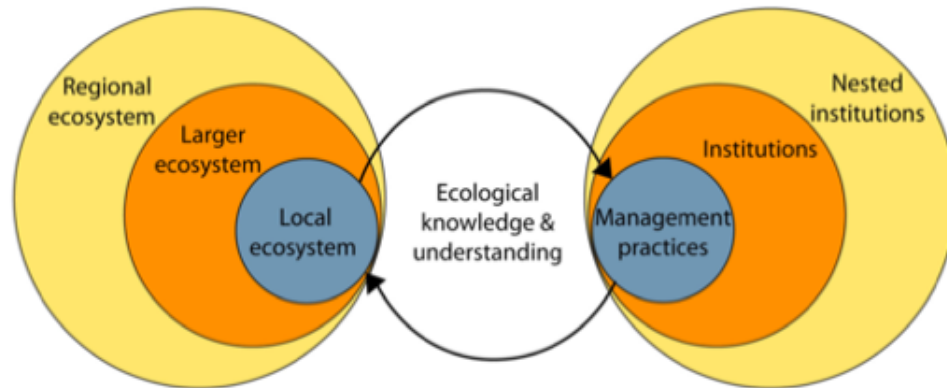 Regional
ecosystem
Larger
ecosystem
Local
ecosystem
Ecological
knowledge &
understanding
Nested
institutions
Institutions
Management
practices